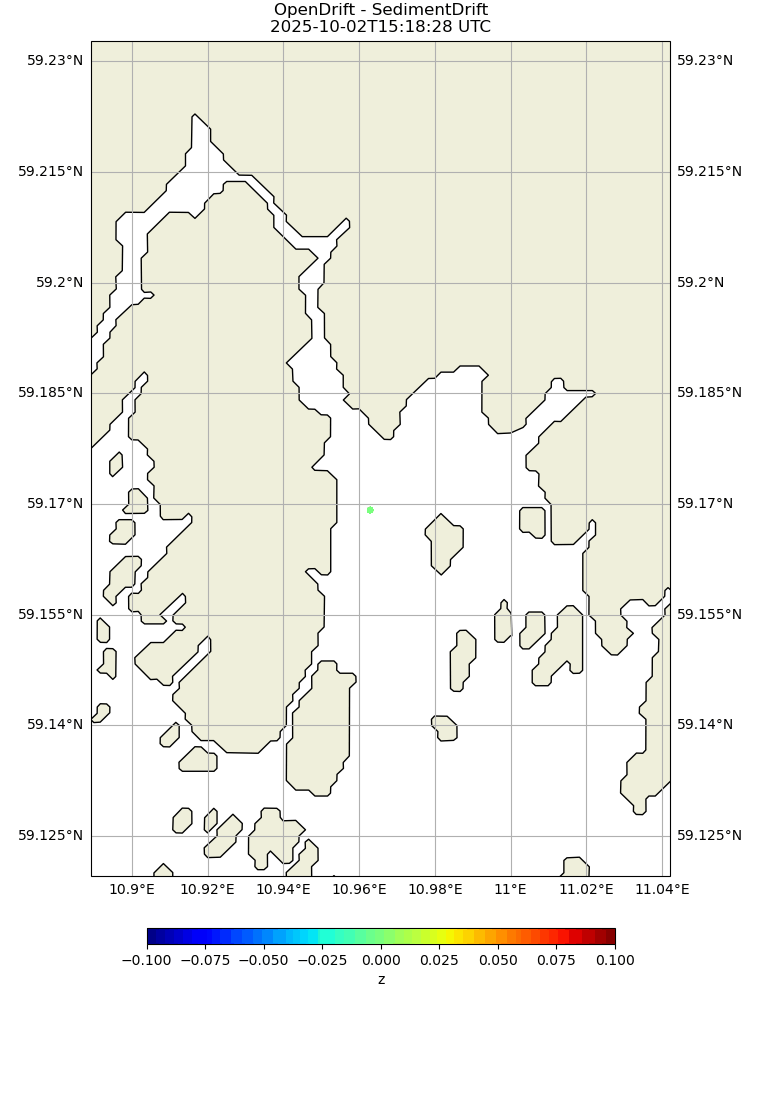 OpenDrift - SedimentDrift
2025-10-02T15:18:28 UTC
59.23°N 59.23°N
59.215°N 59.215°N
59.2°N 59.2°N
59.185°N 59.185°N
59.17°N 59.17°N
59.155°N 59.155°N
59.14°N 59.14°N
59.125°N 59.125°N
10.9°E 10.92°E 10.94°E 10.96°E 10.98°E 11°E 11.02°E 11.04°E
−0.100 −0.075 −0.050 −0.025 0.000 0.025 0.050 0.075 0.100
z